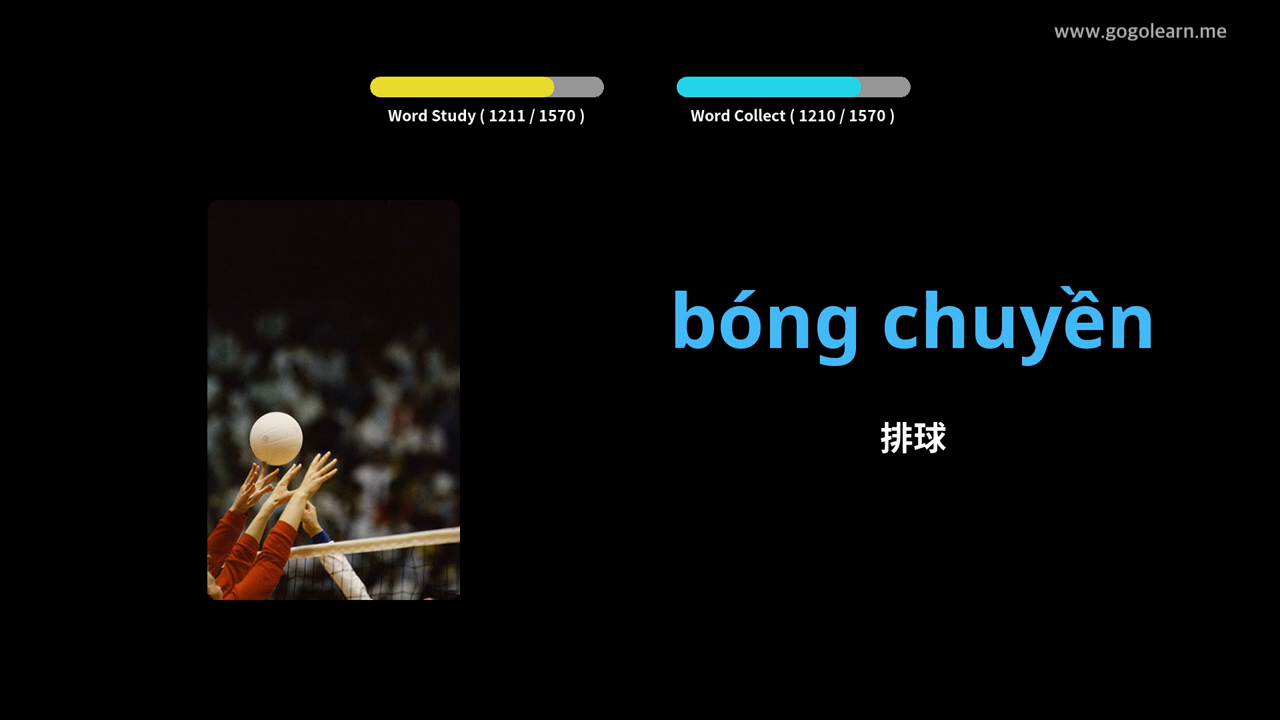 www.gogolearn.me
Word Study ( 1211 / 1570 )
Word Collect ( 1210 / 1570 )
bóng chuyền
排球